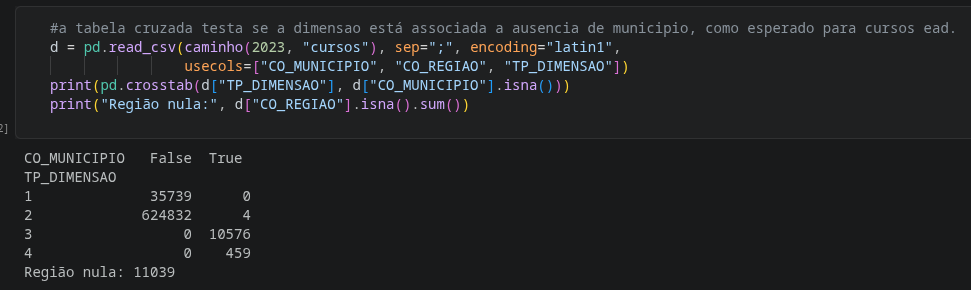 #a tabela cruzada testa se a dimensao está associada a ausencia de municipio, como esperado para cursos ead.
d = pd.read_csv(caminho(2023, "cursos"), sep=";", encoding="latin1",
                usecols=["CO_MUNICIPIO", "CO_REGIAO", "TP_DIMENSAO"])
print(pd.crosstab(d["TP_DIMENSAO"], d["CO_MUNICIPIO"].isna()))
print("Região nula:", d["CO_REGIAO"].isna().sum())
2]
CO_MUNICIPIO   False  True
TP_DIMENSAO
1              35739      0
2             624832      4
3                  0  10576
4                  0    459
Região nula: 11039